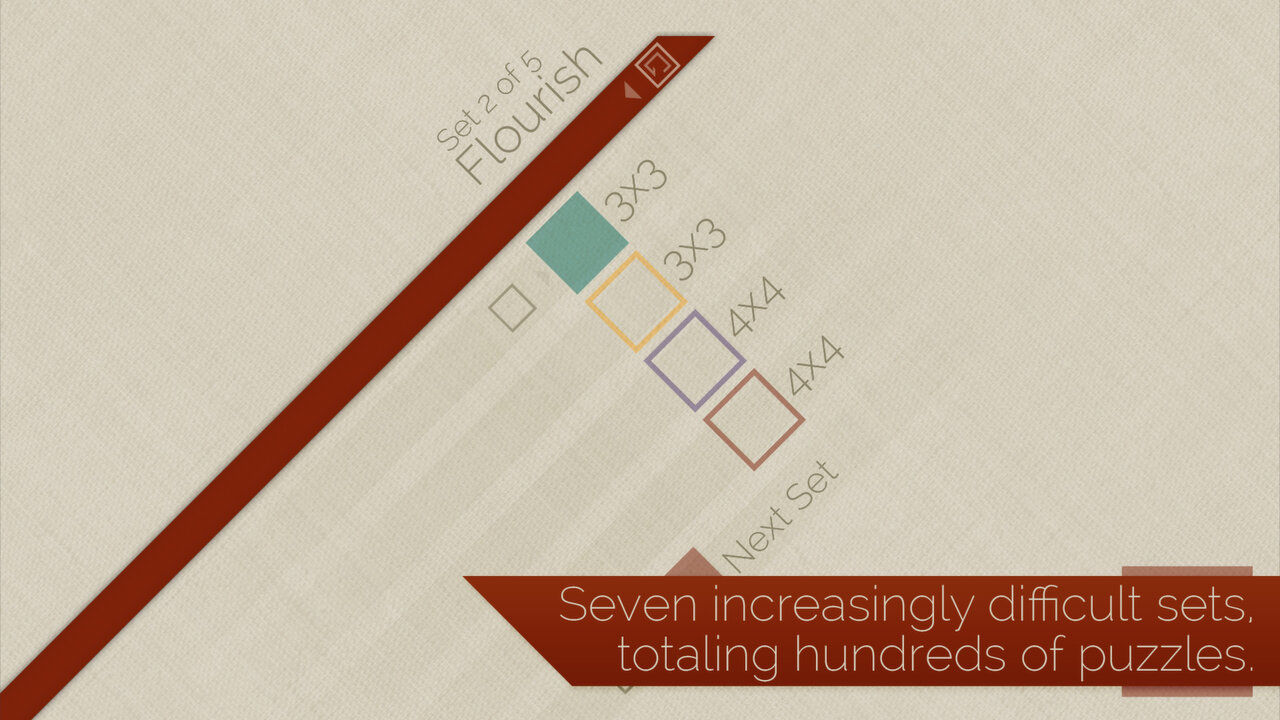 Set 2 of 5
Flourish
3x3
3x3
4x4
4x4
Next Set
Seven increasingly difficult sets,
totaling hundreds of puzzles.